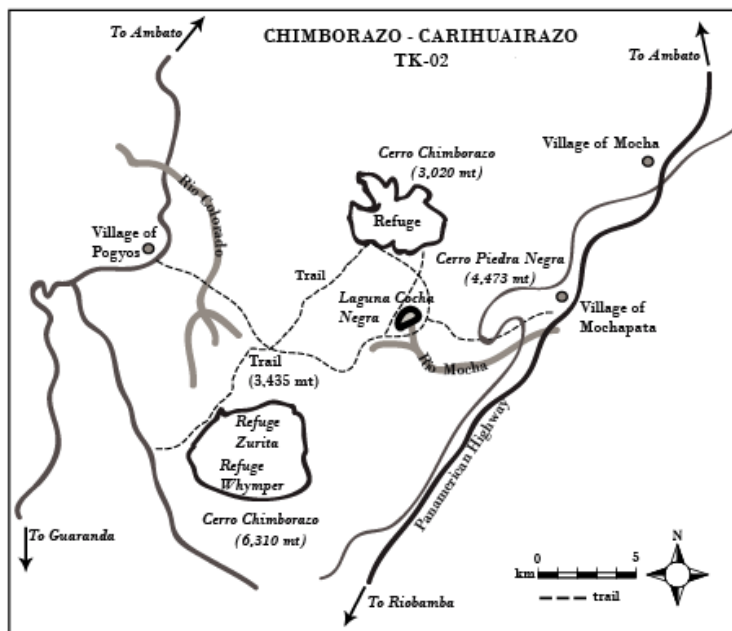 To Ambato
CHIMBORAZO - CARIHUAIRAZO
TK-02
To Ambato
Village of Mocha
Cerro Chimborazo
(3,020 mt)
Rio Colorado
Refuge
Village of
Pogyos
Cerro Piedra Negra
(4,473 mt)
Trail
Laguna Cocha
Negra
Village of
Mochapata
Trail
(3,435 mt)
Rio Mocha
Refuge
Zurita
Refuge
Whymper
Panamerican Highway
Cerro Chimborazo
(6,310 mt)
To Guaranda
N
0 5
km
trail
To Riobamba